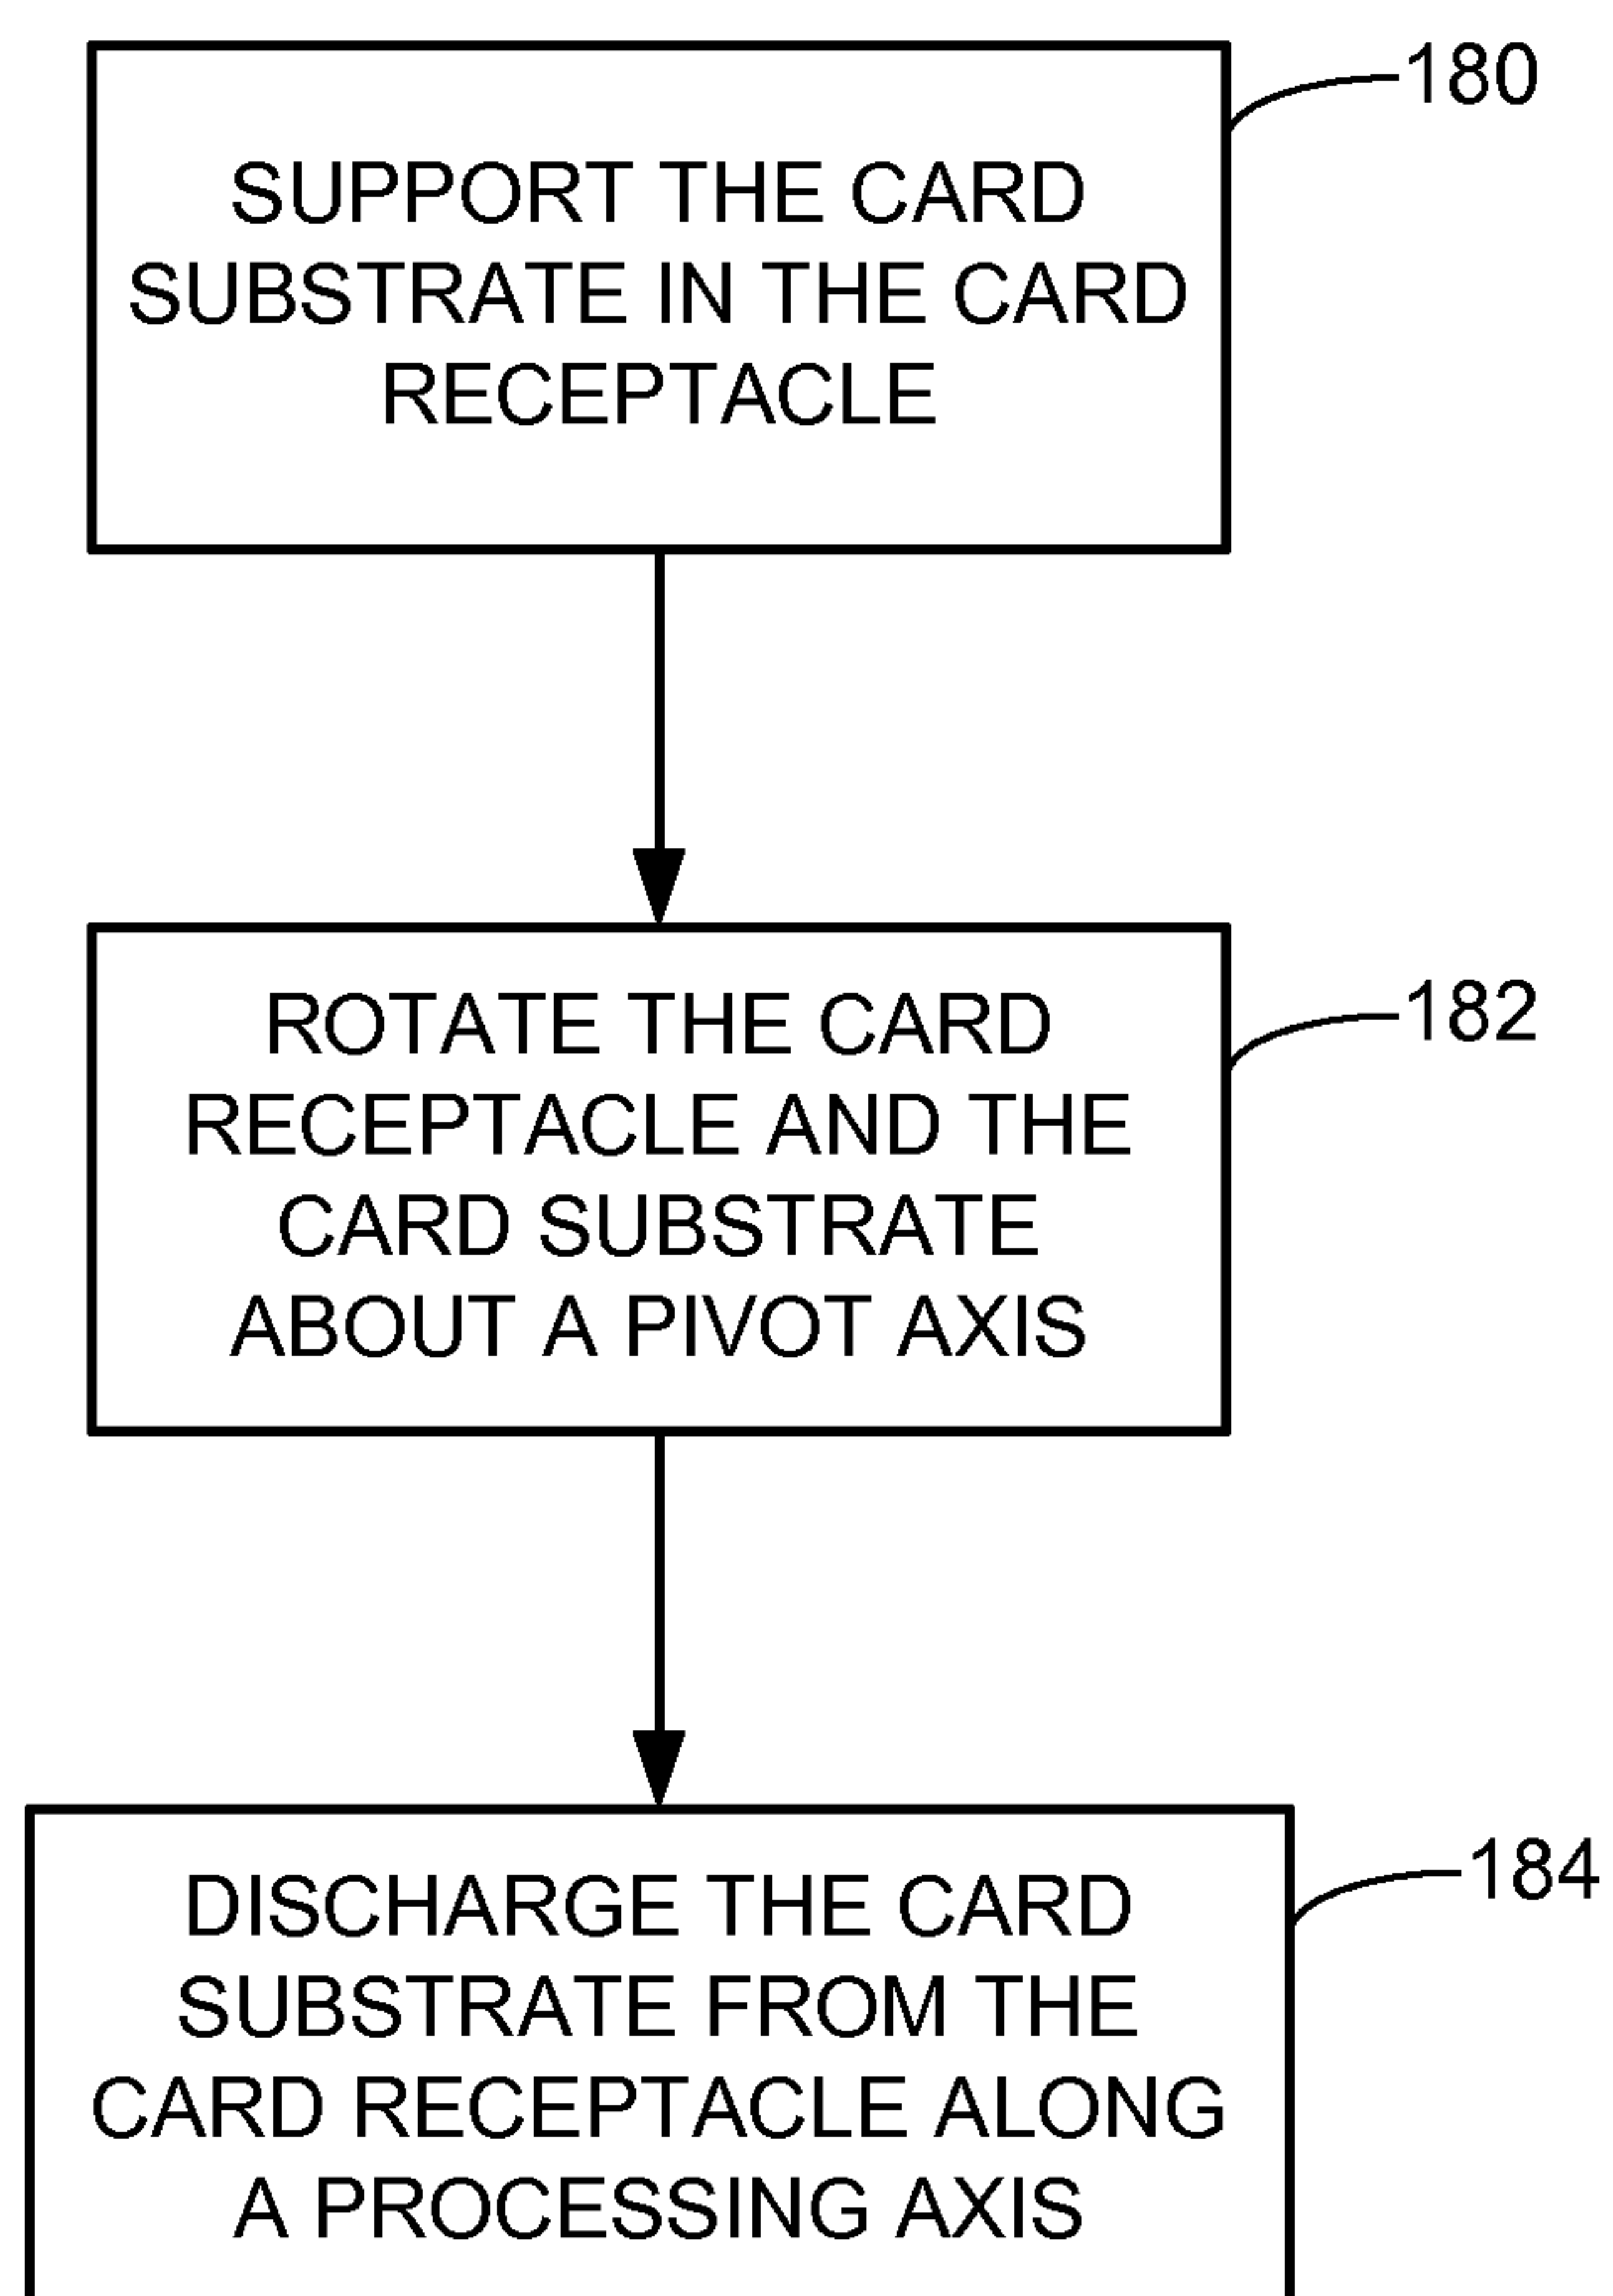 180
SUPPORT THE CARD
SUBSTRATE IN THE CARD
RECEPTACLE
182
ROTATE THE CARD
RECEPTACLE AND THE
CARD SUBSTRATE
ABOUT A PIVOT AXIS
184
DISCHARGE THE CARD
SUBSTRATE FROM THE
CARD RECEPTACLE ALONG
A PROCESSING AXIS